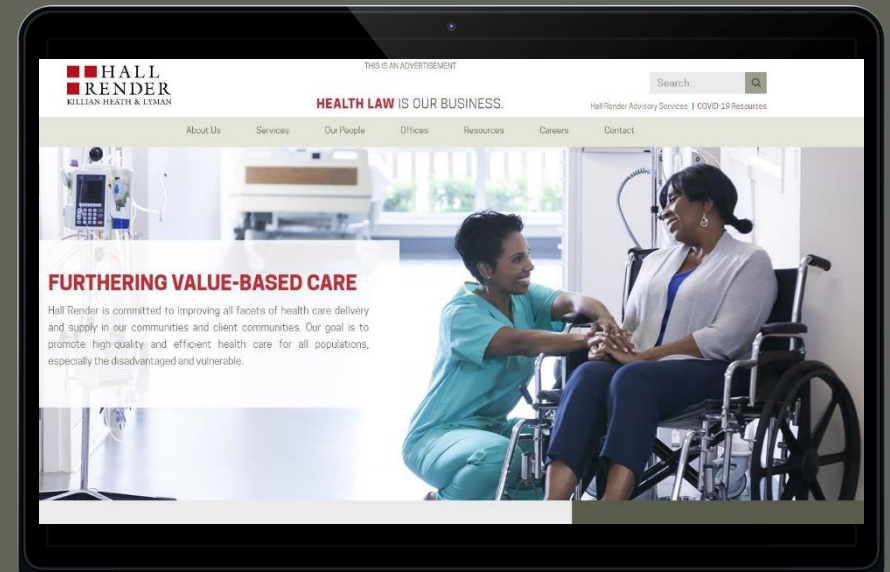 HALL
RENDER
KILLIAN HEATH & LYMAN
THIS IS AN ADVERTISEMENT
HEALTH LAW IS OUR BUSINESS.
Search...
Hall Render Advisory Services | COVID-19 Resources
About Us Services Our People Offices Resources Careers Contact
FURTHERING VALUE-BASED CARE
Hall Render is committed to improving all facets of health care delivery
and supply in our communities and client communities. Our goal is to
promote high-quality and efficient health care for all populations,
especially the disadvantaged and vulnerable.